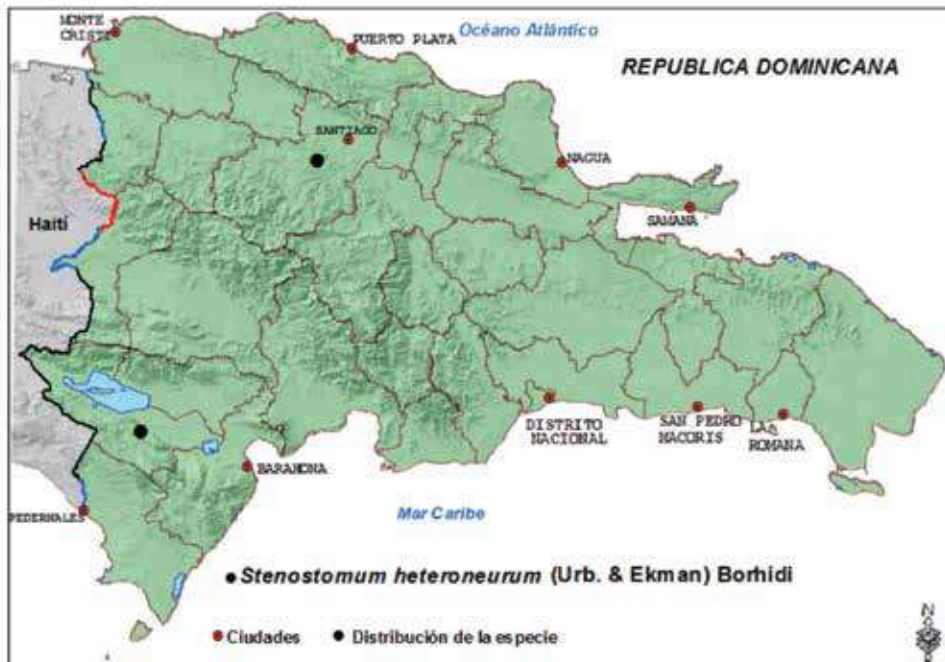 MONTE
CRISTI
Océano Atlántico
PUERTO PLATA
REPUBLICA DOMINICANA
SANTIAGO
NAGUA
SAMANA
Haití
DISTRITO
NACIONAL
SAN PEDRO
MACORIS
LA
ROMANA
BARAHONA
PEDERNALES
Mar Caribe
Stenostomum heteroneurum (Urb. & Ekman) Borhidi
Ciudades
Distribución de la especie
N